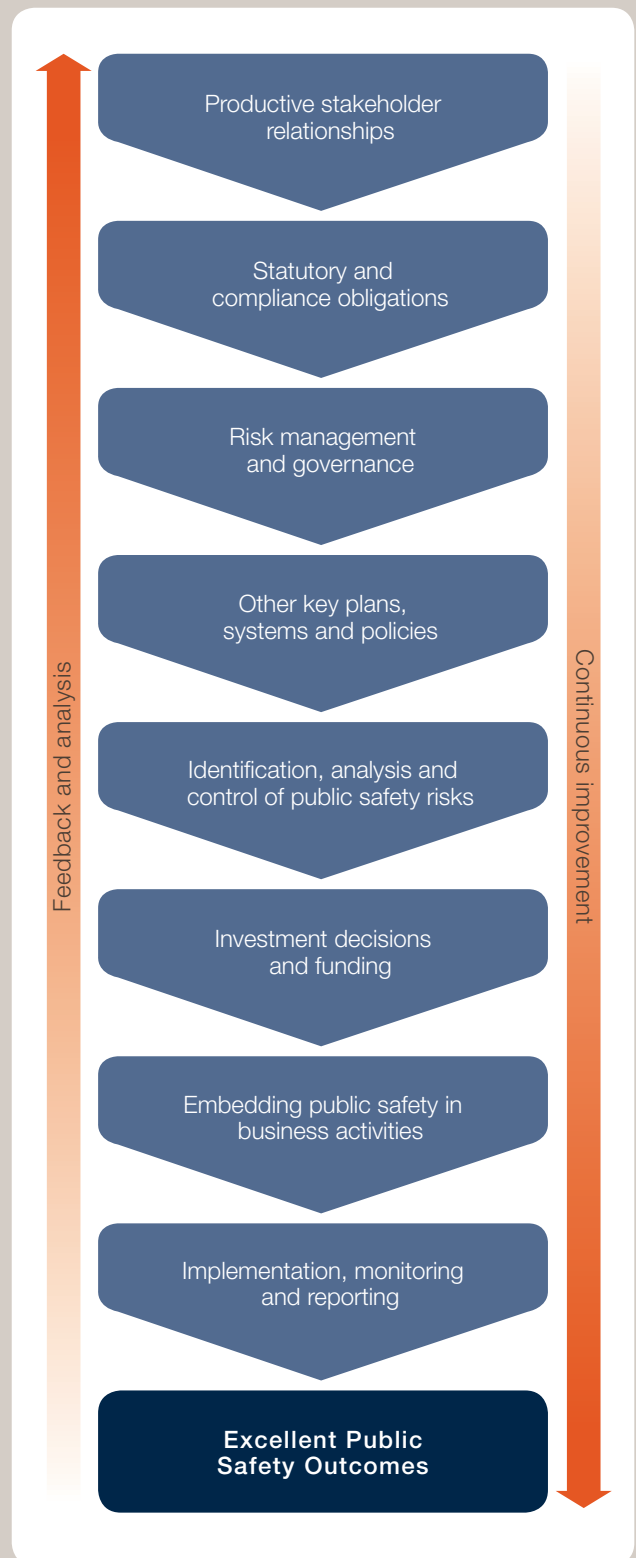 Productive stakeholder
relationships
Statutory and
compliance obligations
Risk management
and governance
Other key plans,
systems and policies
Identification, analysis and
control of public safety risks
Investment decisions
and funding
Embedding public safety in
business activities
Implementation, monitoring
and reporting
Excellent Public
Safety Outcomes
Feedback and analysis
Continuous improvement